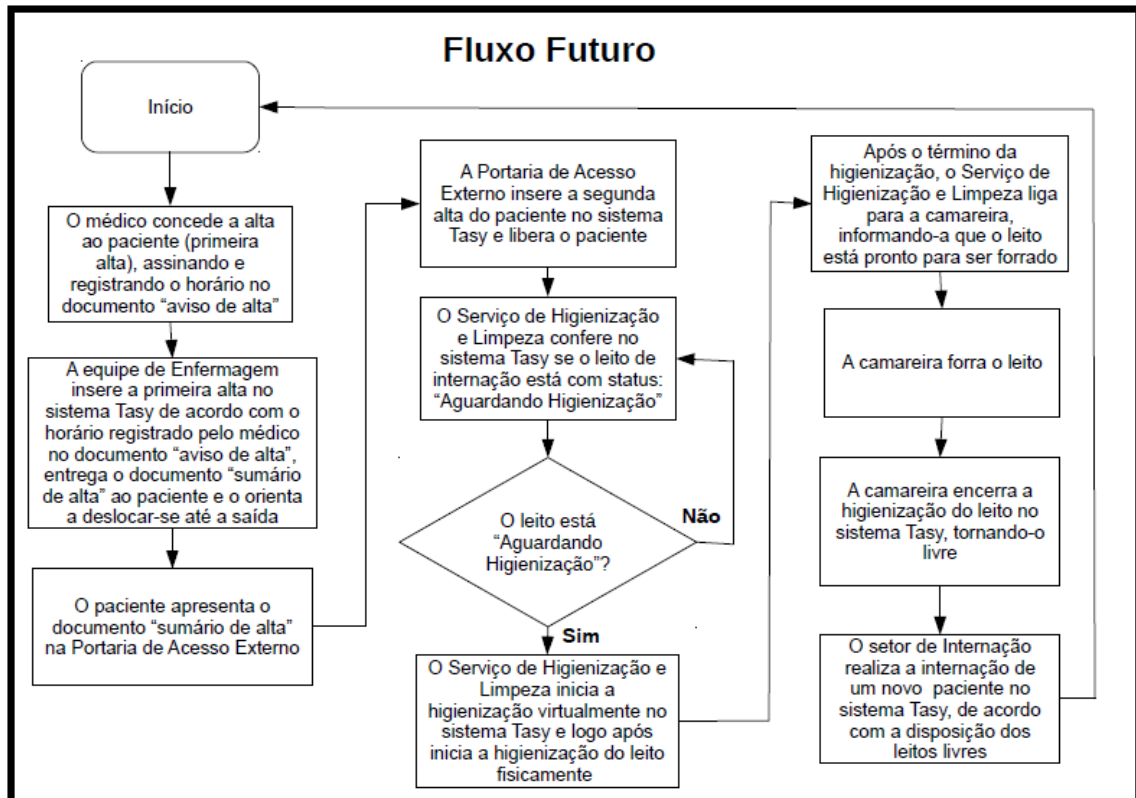 Fluxo Futuro
Início
O médico concede a alta
ao paciente (primeira
alta), assinando e
registrando o horário no
documento “aviso de alta”
A equipe de Enfermagem
insere a primeira alta no
sistema Tasy de acordo com o
horário registrado pelo médico
no documento “aviso de alta”,
entrega o documento “sumário
de alta” ao paciente e o orienta
a deslocar-se até a saída
O paciente apresenta o
documento “sumário de alta”
na Portaria de Acesso Externo
A Portaria de Acesso
Externo insere a segunda
alta do paciente no sistema
Tasy e libera o paciente
O Serviço de Higienização
e Limpeza confere no
sistema Tasy se o leito de
internação está com status:
“Aguardando Higienização”
O leito está
“Aguardando
Higienização”?
Não
Sim
O Serviço de Higienização e
Limpeza inicia a
higienização virtualmente no
sistema Tasy e logo após
inicia a higienização do leito
fisicamente
Após o término da
higienização, o Serviço de
Higienização e Limpeza liga
para a camareira,
informando-a que o leito
está pronto para ser forrado
A camareira forra o leito
A camareira encerra a
higienização do leito no
sistema Tasy, tornando-o
livre
O setor de Internação
realiza a internação de
um novo paciente no
sistema Tasy, de acordo
com a disposição dos
leitos livres